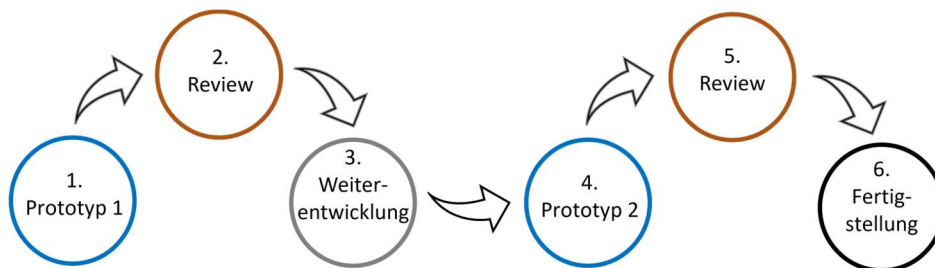 1.
Prototyp 1
2.
Review
3.
Weiter-
entwicklung
4.
Prototyp 2
5.
Review
6.
Fertig-
stellung